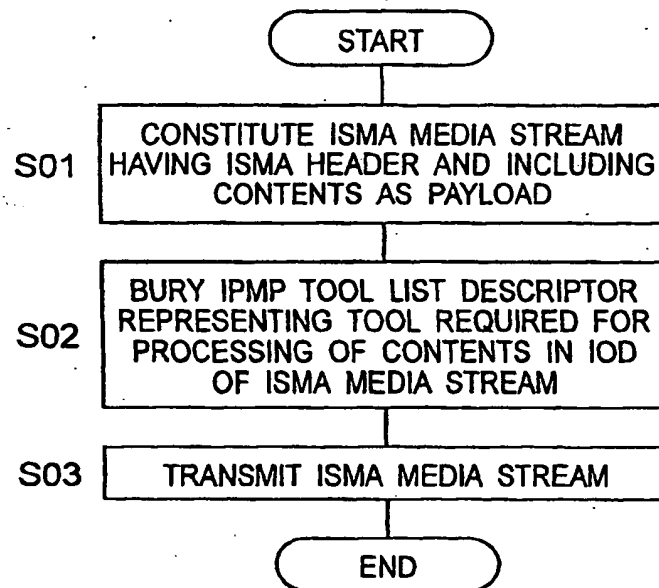 START
S01
CONSTITUTE ISMA MEDIA STREAM
HAVING ISMA HEADER AND INCLUDING
CONTENTS AS PAYLOAD
S02
BURY IPMP TOOL LIST DESCRIPTOR
REPRESENTING TOOL REQUIRED FOR
PROCESSING OF CONTENTS IN IOD
OF ISMA MEDIA STREAM
S03
TRANSMIT ISMA MEDIA STREAM
END